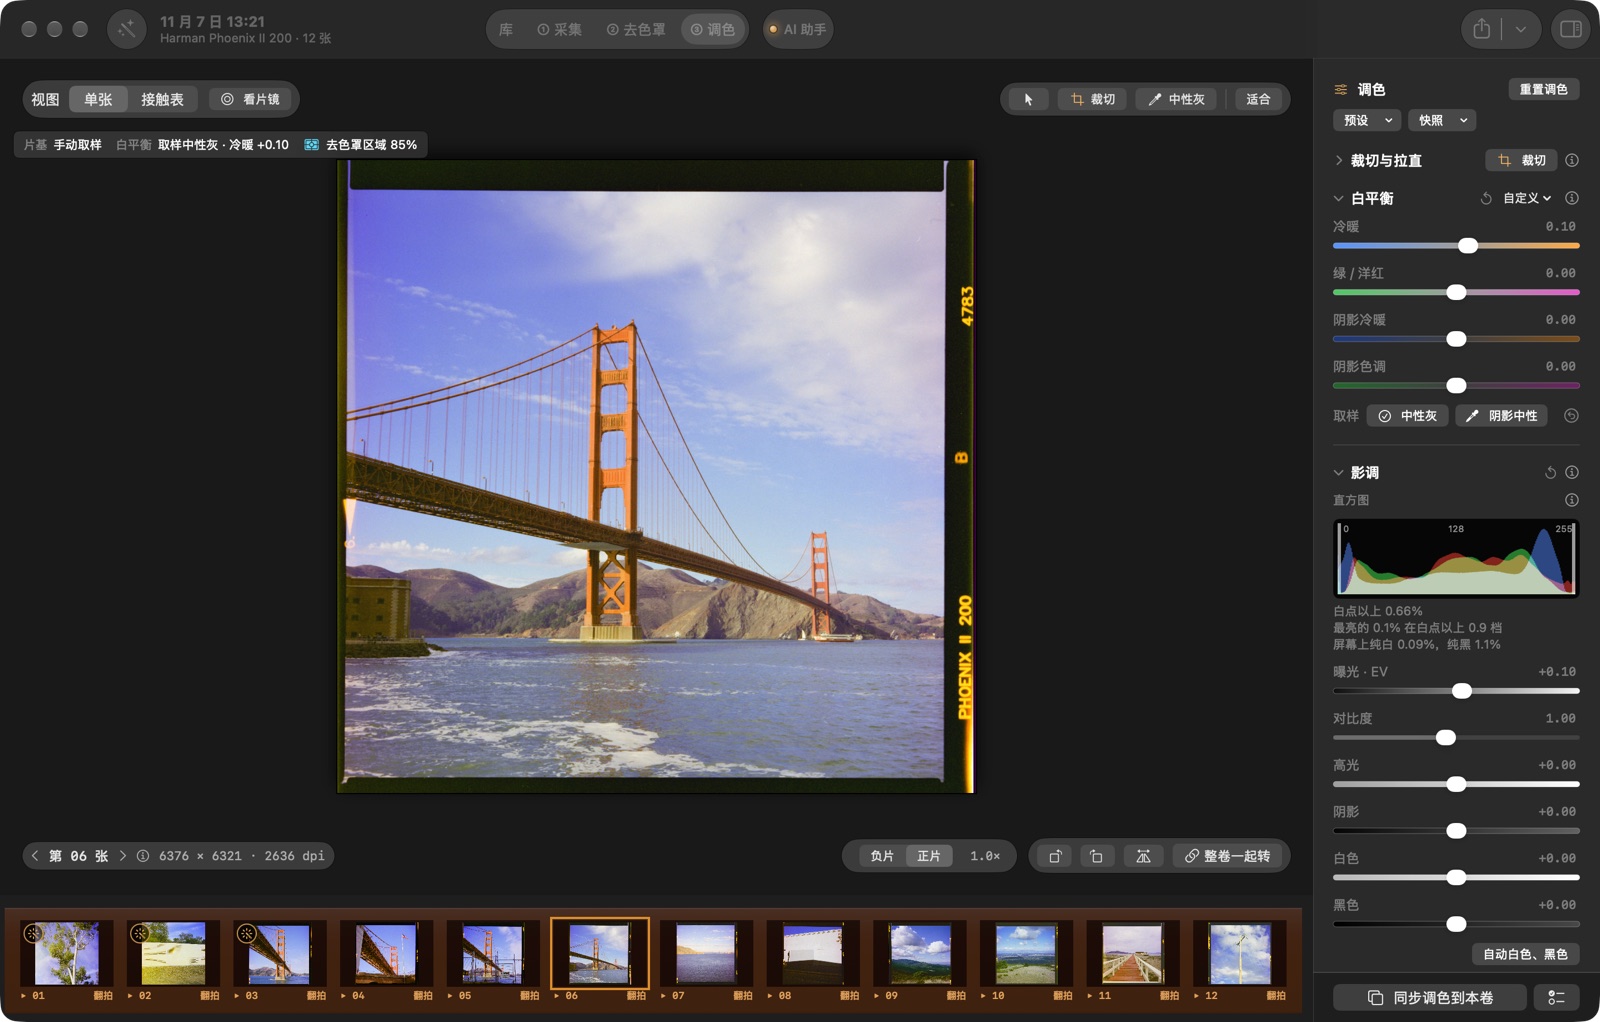 11 月 7 日 13:21
Harman Phoenix II 200 · 12 张
库
① 采集
② 去色罩
③ 调色
AI 助手
视图
单张
接触表
看片镜
裁切
中性灰
适合
片基 手动取样 白平衡 取样中性灰 · 冷暖 +0.10 去色罩区域 85%
4783
B
PHOENIX II 200
第 06 张
6376 × 6321 · 2636 dpi
负片
正片
1.0×
整卷一起转
01 翻拍
02 翻拍
03 翻拍
04 翻拍
05 翻拍
06 翻拍
07 翻拍
08 翻拍
09 翻拍
10 翻拍
11 翻拍
12 翻拍
调色
重置调色
预设
快照
裁切与拉直
裁切
白平衡
自定义
冷暖 0.10
绿 / 洋红 0.00
阴影冷暖 0.00
阴影色调 0.00
取样 中性灰 阴影中性
影调
直方图
0 128 255
白点以上 0.66%
最亮的 0.1% 在白点以上 0.9 档
屏幕上纯白 0.09%，纯黑 1.1%
曝光 · EV +0.10
对比度 1.00
高光 +0.00
阴影 +0.00
白色 +0.00
黑色 +0.00
自动白色、黑色
同步调色到本卷